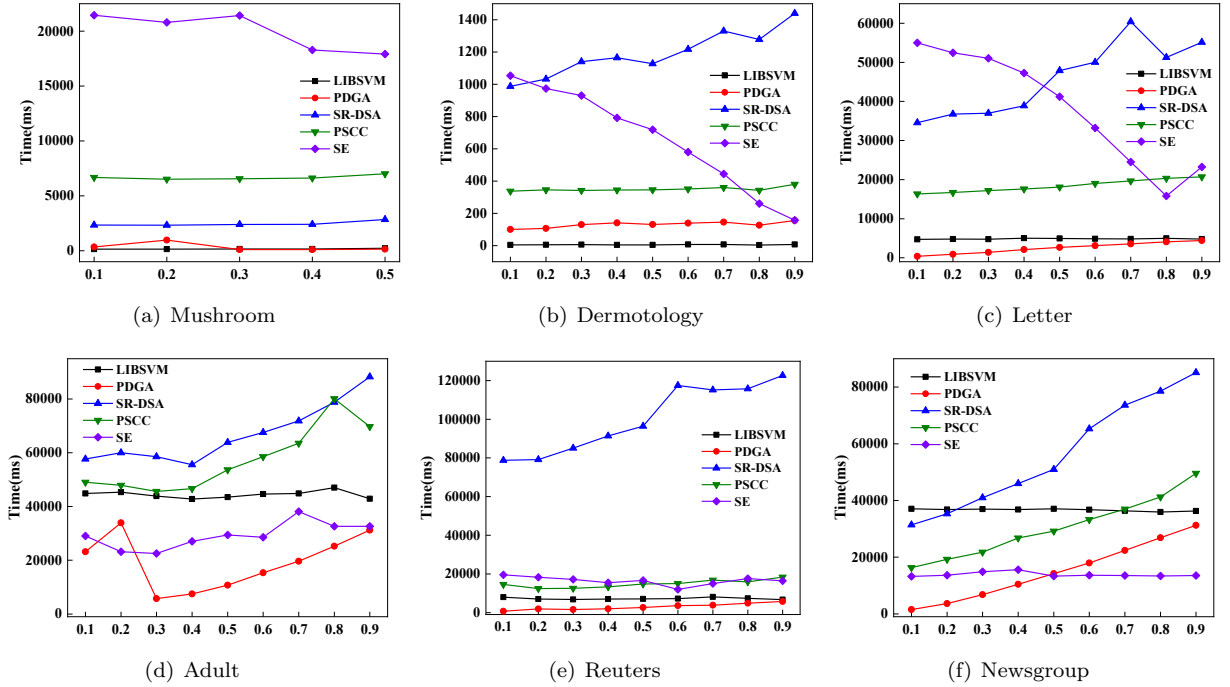 20000
15000
10000
5000
0
Time(ms)
0.1 0.2 0.3 0.4 0.5
LIBSVM
PDGA
SR-DSA
PSCC
SE
(a) Mushroom
1400
1200
1000
800
600
400
200
0
Time(ms)
0.1 0.2 0.3 0.4 0.5 0.6 0.7 0.8 0.9
LIBSVM
PDGA
SR-DSA
PSCC
SE
(b) Dermotology
60000
50000
40000
30000
20000
10000
0
Time(ms)
0.1 0.2 0.3 0.4 0.5 0.6 0.7 0.8 0.9
LIBSVM
PDGA
SR-DSA
PSCC
SE
(c) Letter
80000
60000
40000
20000
0
Time(ms)
0.1 0.2 0.3 0.4 0.5 0.6 0.7 0.8 0.9
LIBSVM
PDGA
SR-DSA
PSCC
SE
(d) Adult
120000
100000
80000
60000
40000
20000
0
Time(ms)
0.1 0.2 0.3 0.4 0.5 0.6 0.7 0.8 0.9
LIBSVM
PDGA
SR-DSA
PSCC
SE
(e) Reuters
80000
60000
40000
20000
0
Time(ms)
0.1 0.2 0.3 0.4 0.5 0.6 0.7 0.8 0.9
LIBSVM
PDGA
SR-DSA
PSCC
SE
(f) Newsgroup